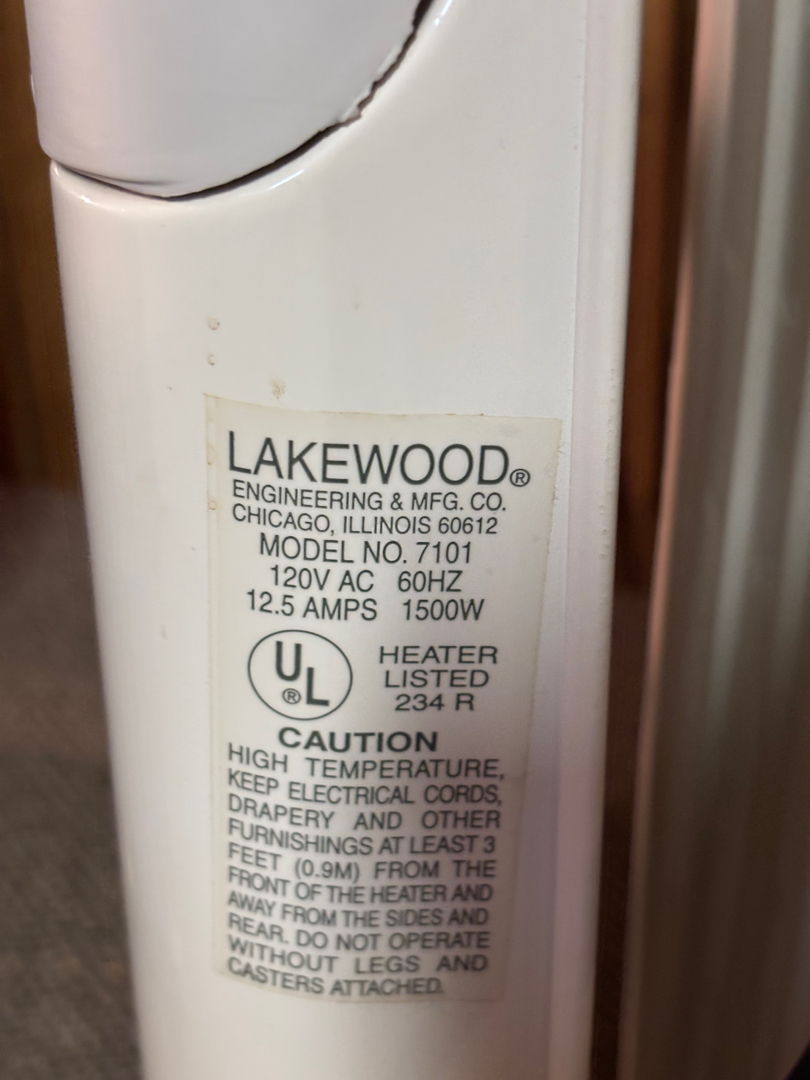 LAKEWOOD®
ENGINEERING & MFG. CO.
CHICAGO, ILLINOIS 60612
MODEL NO. 7101
120V AC 60HZ
12.5 AMPS 1500W
UL®
HEATER
LISTED
234 R
CAUTION
HIGH TEMPERATURE,
KEEP ELECTRICAL CORDS,
DRAPERY AND OTHER
FURNISHINGS AT LEAST 3
FEET (0.9M) FROM THE
FRONT OF THE HEATER AND
AWAY FROM THE SIDES AND
REAR. DO NOT OPERATE
WITHOUT LEGS AND
CASTERS ATTACHED.